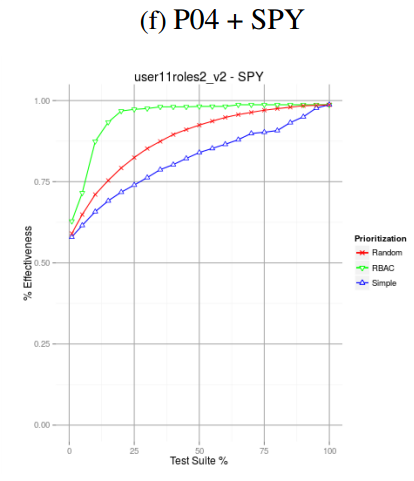 (f) P04 + SPY
user11roles2_v2 - SPY
% Effectiveness
1.00
0.75
0.50
0.25
0.00
0
25
50
75
100
Test Suite %
Prioritization
Random
RBAC
Simple